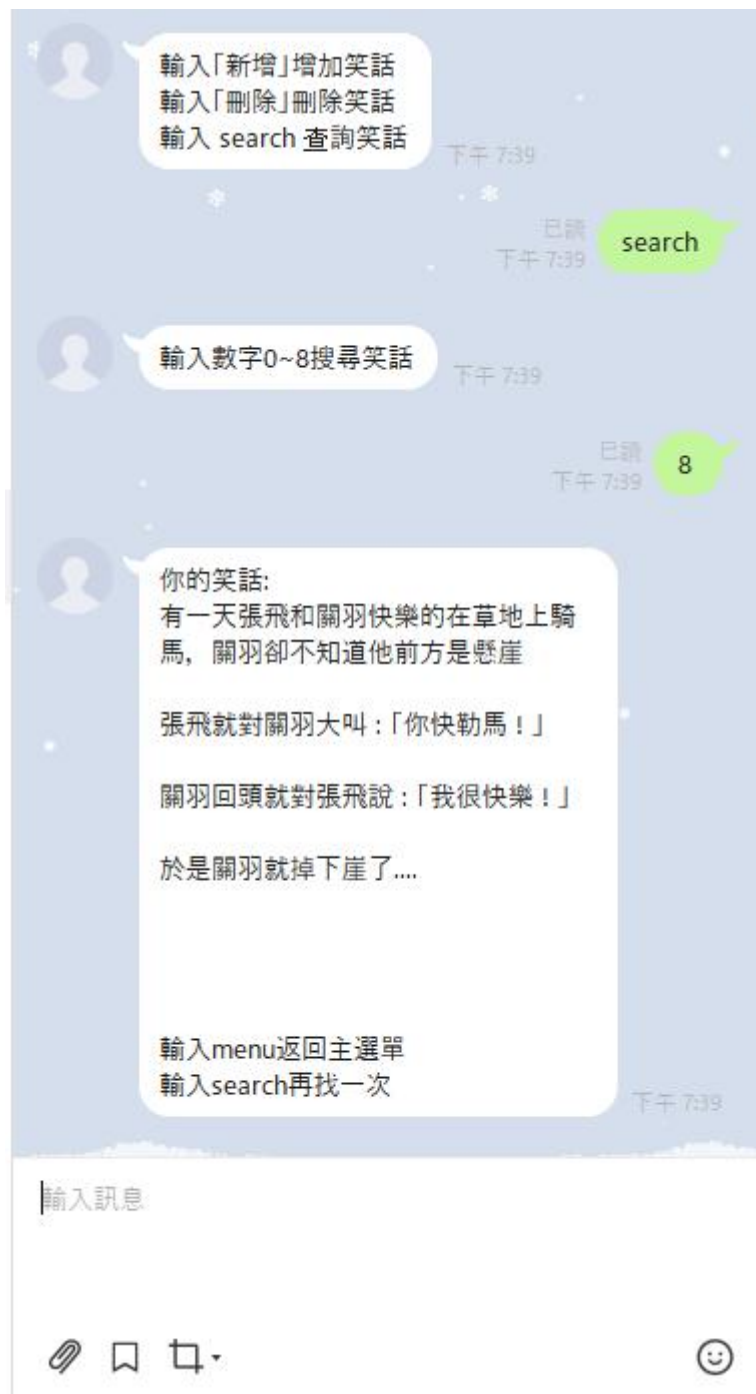 輸入「新增」增加笑話
輸入「刪除」刪除笑話
輸入 search 查詢笑話
下午 7:39
已讀
下午 7:39
search
輸入數字0~8搜尋笑話
下午 7:39
已讀
下午 7:39
8
你的笑話:
有一天張飛和關羽快樂的在草地上騎
馬，關羽卻不知道他前方是懸崖
張飛就對關羽大叫 :「你快勒馬 ! 」
關羽回頭就對張飛說 :「我很快樂 ! 」
於是關羽就掉下崖了....
輸入menu返回主選單
輸入search再找一次
下午 7:39
輸入訊息